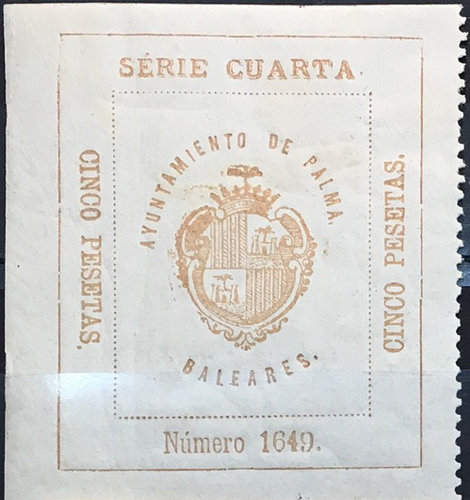 SÉRIE CUARTA
CINCO PESETAS.
AYUNTAMIENTO DE PALMA.
BALEARES.
CINCO PESETAS.
Número 1649.